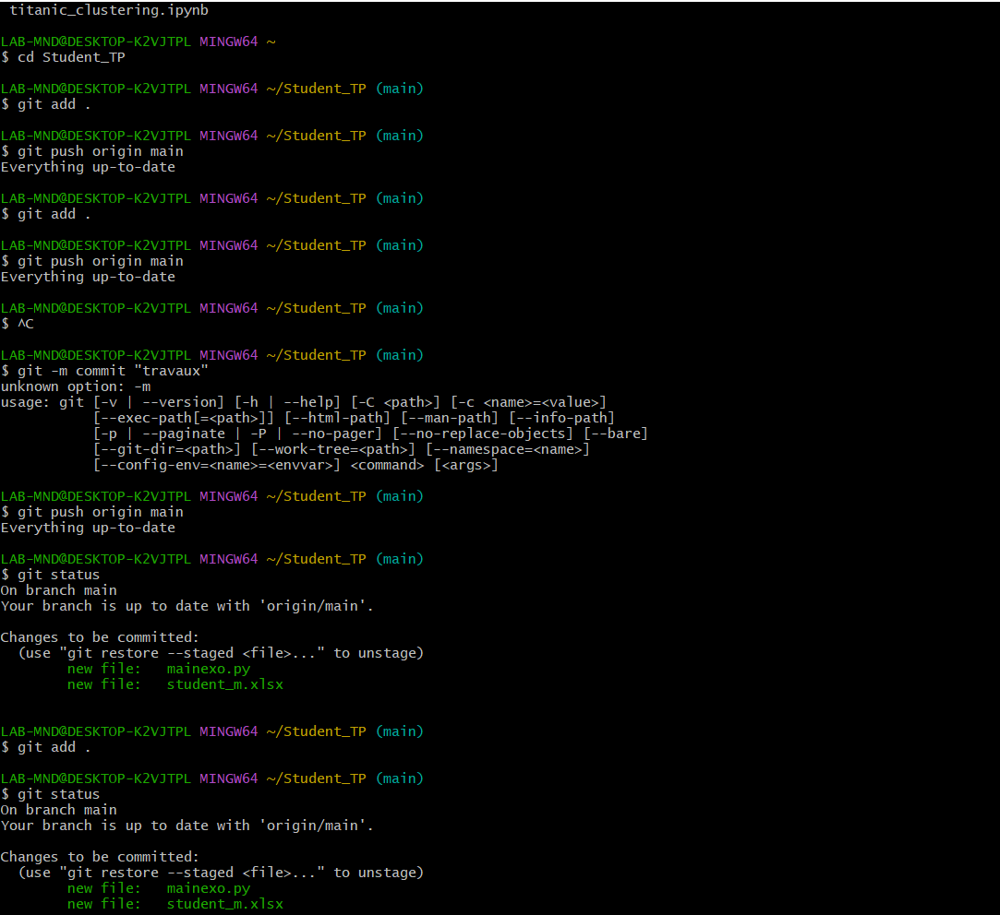 titanic_clustering.ipynb
LAB-MND@DESKTOP-K2VJTPL MINGW64 ~
$ cd Student_TP
LAB-MND@DESKTOP-K2VJTPL MINGW64 ~/Student_TP (main)
$ git add .
LAB-MND@DESKTOP-K2VJTPL MINGW64 ~/Student_TP (main)
$ git push origin main
Everything up-to-date
LAB-MND@DESKTOP-K2VJTPL MINGW64 ~/Student_TP (main)
$ git add .
LAB-MND@DESKTOP-K2VJTPL MINGW64 ~/Student_TP (main)
$ git push origin main
Everything up-to-date
LAB-MND@DESKTOP-K2VJTPL MINGW64 ~/Student_TP (main)
$ ^C
LAB-MND@DESKTOP-K2VJTPL MINGW64 ~/Student_TP (main)
$ git -m commit "travaux"
unknown option: -m
usage: git [-v | --version] [-h | --help] [-C <path>] [-c <name>=<value>]
[--exec-path[=<path>]] [--html-path] [--man-path] [--info-path]
[-p | --paginate | -P | --no-pager] [--no-replace-objects] [--bare]
[--git-dir=<path>] [--work-tree=<path>] [--namespace=<name>]
[--config-env=<name>=<envvar>] <command> [<args>]
LAB-MND@DESKTOP-K2VJTPL MINGW64 ~/Student_TP (main)
$ git push origin main
Everything up-to-date
LAB-MND@DESKTOP-K2VJTPL MINGW64 ~/Student_TP (main)
$ git status
On branch main
Your branch is up to date with 'origin/main'.
Changes to be committed:
(use "git restore --staged <file>..." to unstage)
new file:   mainexo.py
new file:   student_m.xlsx
LAB-MND@DESKTOP-K2VJTPL MINGW64 ~/Student_TP (main)
$ git add .
LAB-MND@DESKTOP-K2VJTPL MINGW64 ~/Student_TP (main)
$ git status
On branch main
Your branch is up to date with 'origin/main'.
Changes to be committed:
(use "git restore --staged <file>..." to unstage)
new file:   mainexo.py
new file:   student_m.xlsx